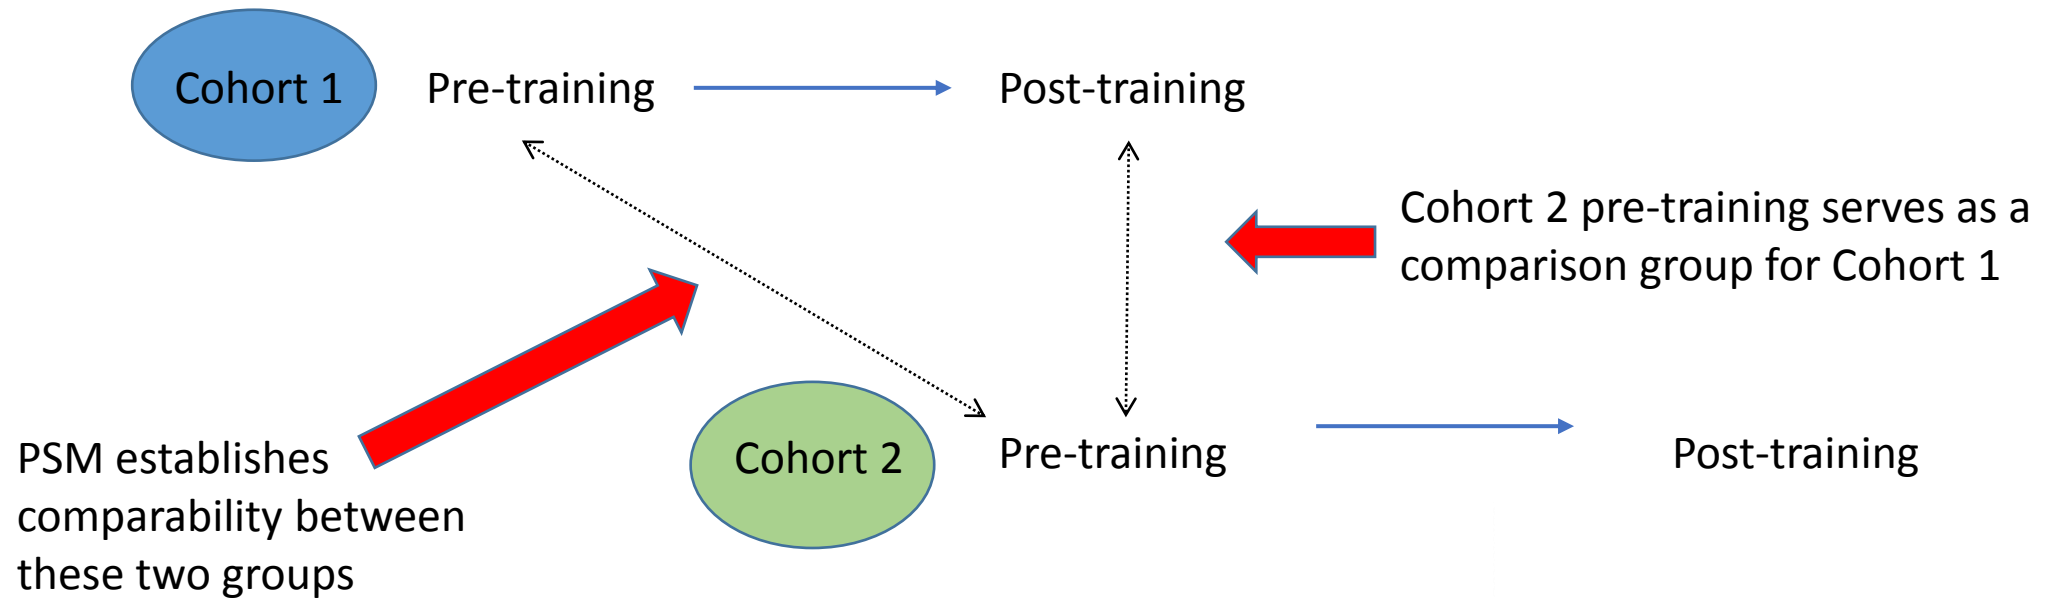 Cohort 1
Pre-training
Post-training
Cohort 2 pre-training serves as a
comparison group for Cohort 1
PSM establishes
comparability between
these two groups
Cohort 2
Pre-training
Post-training